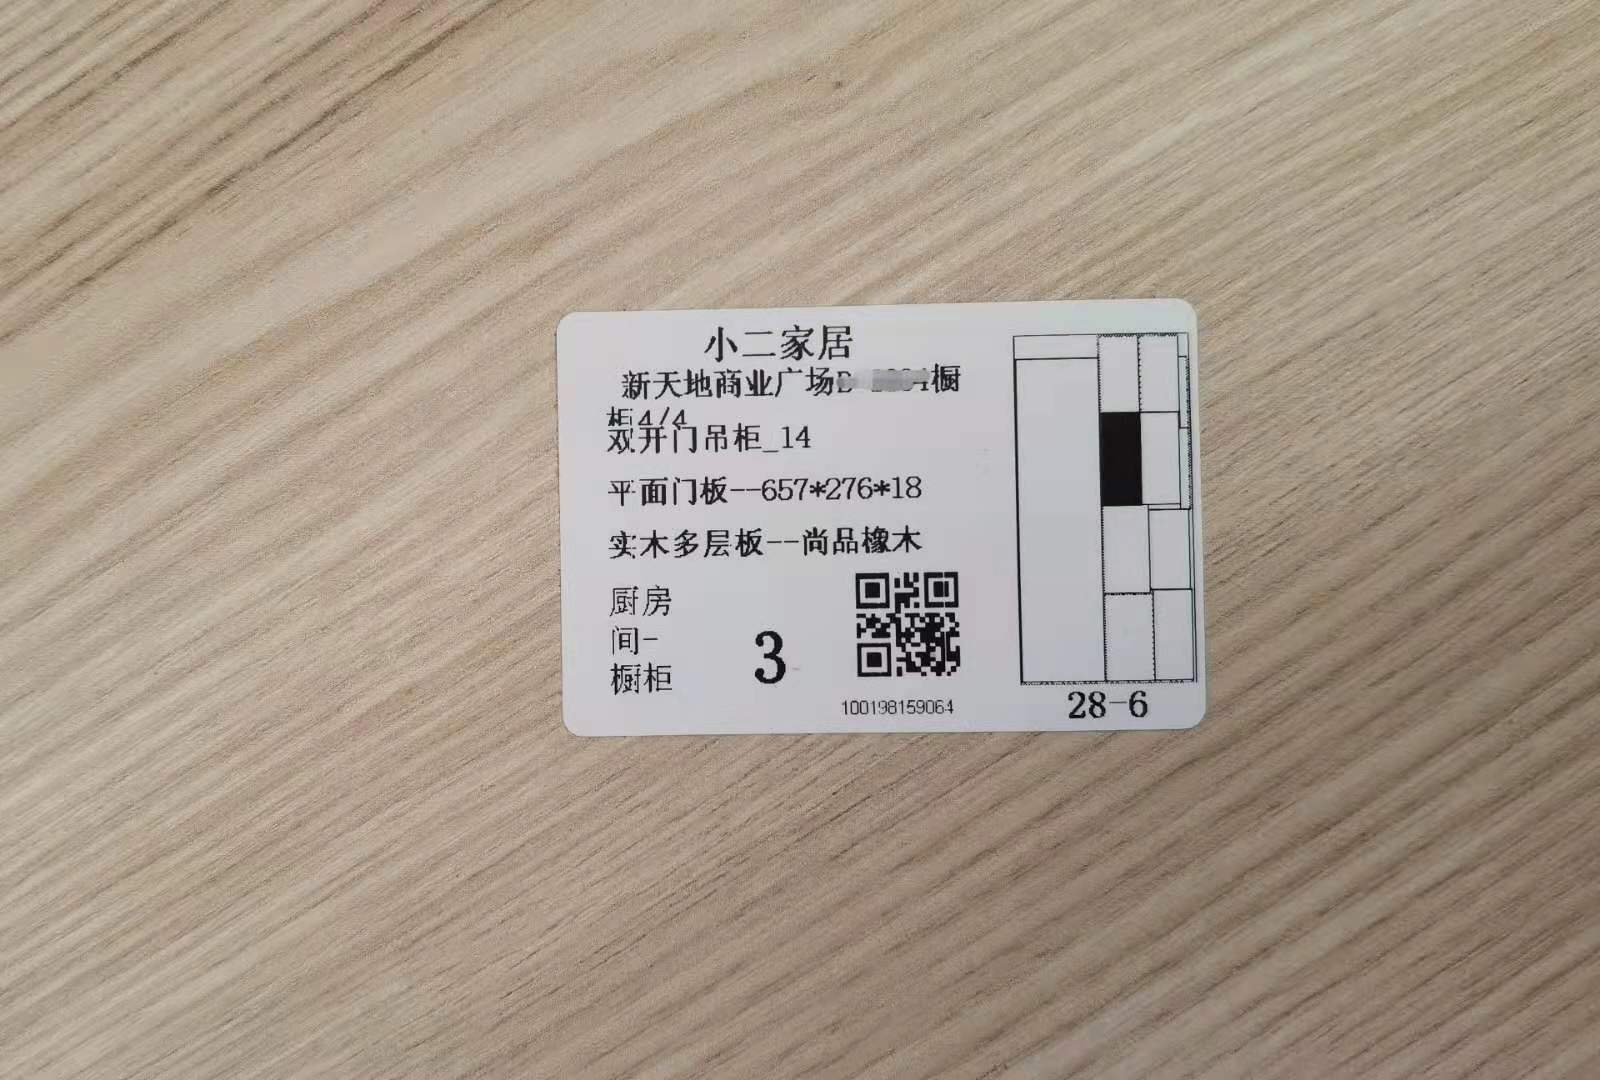 小二家居
新天地商业广场 橱
柜4/4
双开门吊柜_14
平面门板--657*276*18
实木多层板--尚品橡木
厨房
间-
橱柜
3
100198159064
28-6